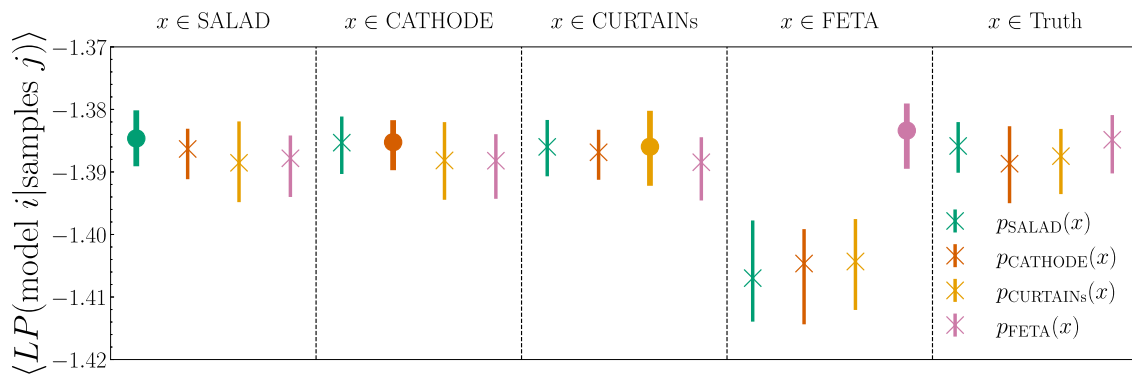 x ∈ SALAD
x ∈ CATHODE
x ∈ CURTAINs
x ∈ FETA
x ∈ Truth
⟨LP(model i|samples j)⟩
−1.37
−1.38
−1.39
−1.40
−1.41
−1.42
p_SALAD(x)
p_CATHODE(x)
p_CURTAINs(x)
p_FETA(x)